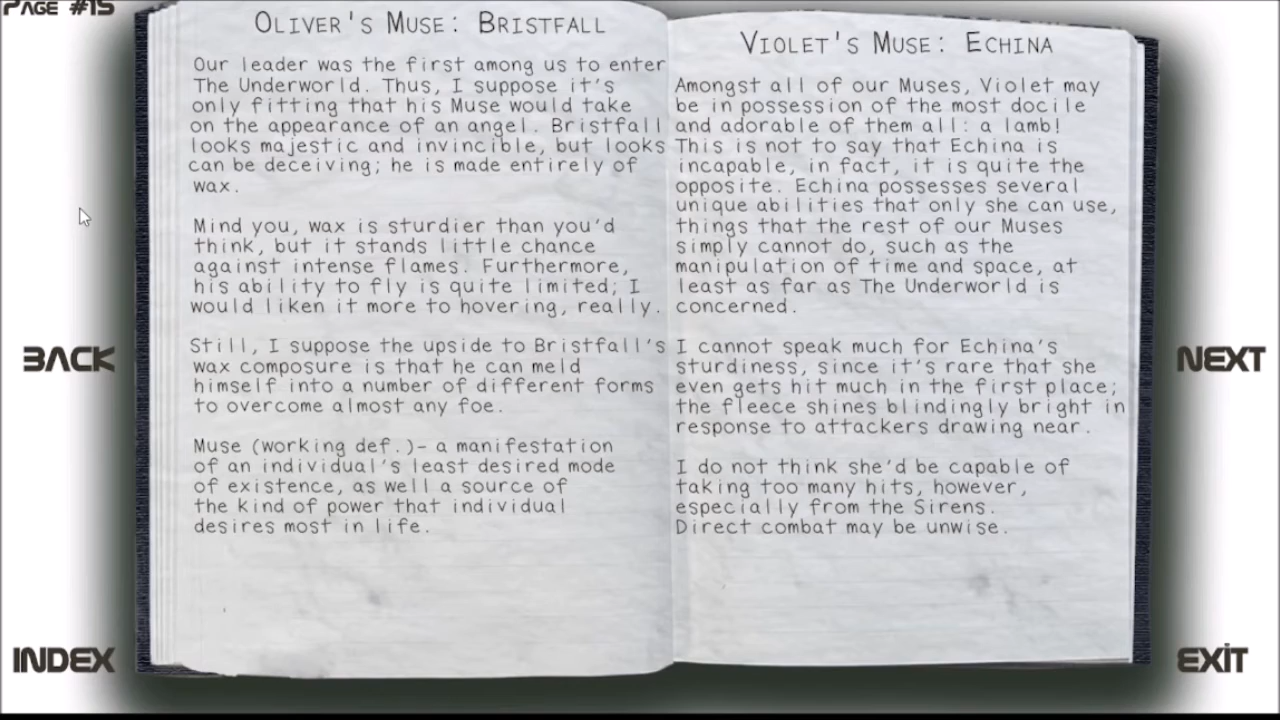 PAGE #15
OLIVER'S MUSE: BRISTFALL
Our leader was the first among us to enter
The Underworld. Thus, I suppose it's
only fitting that his Muse would take
on the appearance of an angel. Bristfall
looks majestic and invincible, but looks
can be deceiving; he is made entirely of
wax.
Mind you, wax is sturdier than you'd
think, but it stands little chance
against intense flames. Furthermore,
his ability to fly is quite limited; I
would liken it more to hovering, really.
Still, I suppose the upside to Bristfall's
wax composure is that he can meld
himself into a number of different forms
to overcome almost any foe.
Muse (working def.)- a manifestation
of an individual's least desired mode
of existence, as well a source of
the kind of power that individual
desires most in life.
VIOLET'S MUSE: ECHINA
Amongst all of our Muses, Violet may
be in possession of the most docile
and adorable of them all: a lamb!
This is not to say that Echina is
incapable, in fact, it is quite the
opposite. Echina possesses several
unique abilities that only she can use,
things that the rest of our Muses
simply cannot do, such as the
manipulation of time and space, at
least as far as The Underworld is
concerned.
I cannot speak much for Echina's
sturdiness, since it's rare that she
even gets hit much in the first place;
the fleece shines blindingly bright in
response to attackers drawing near.
I do not think she'd be capable of
taking too many hits, however,
especially from the Sirens.
Direct combat may be unwise.
BACK
NEXT
INDEX
EXIT